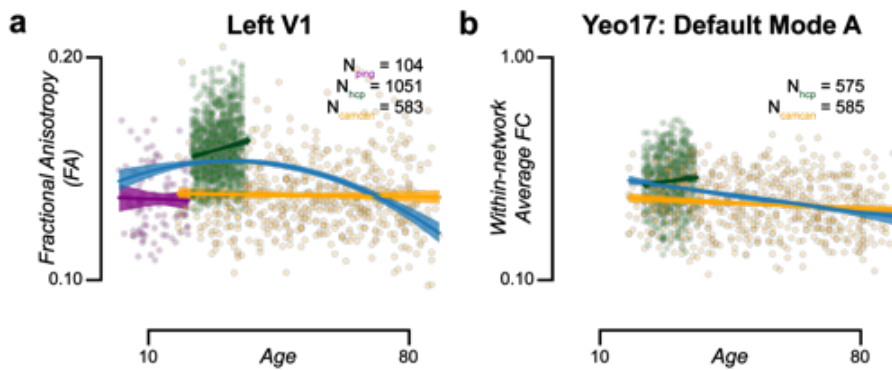 a
Left V1
0.20
N ping = 104
N hcp = 1051
N camcan = 583
Fractional Anisotropy
(FA)
0.10
10
Age
80
b
Yeo17: Default Mode A
1.00
N hcp = 575
N camcan = 585
Within-network
Average FC
0.10
10
Age
80